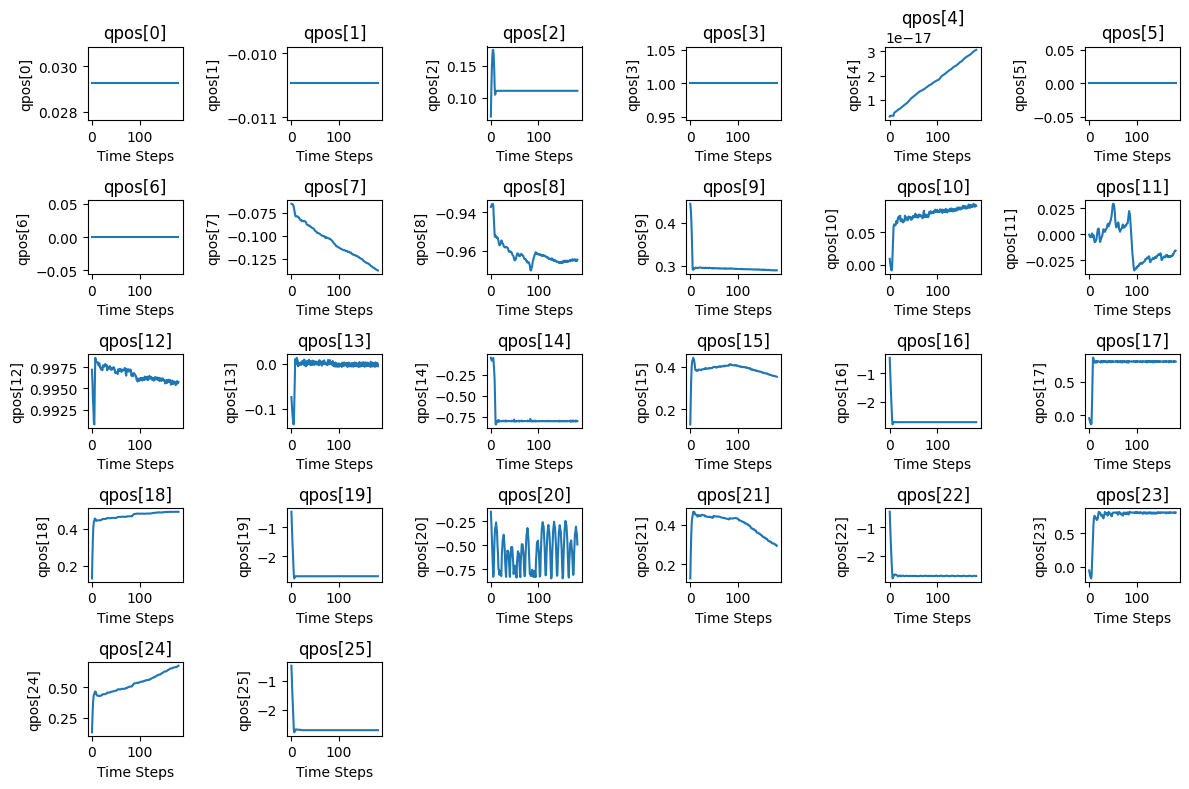 qpos[0] qpos[1] qpos[2] qpos[3] qpos[4] qpos[5]
1e−17
qpos[0] 0.030 0.028 0 100 Time Steps
qpos[1] −0.010 −0.011 0 100 Time Steps
qpos[2] 0.15 0.10 0 100 Time Steps
qpos[3] 1.05 1.00 0.95 0 100 Time Steps
qpos[4] 3 2 1 0 100 Time Steps
qpos[5] 0.05 0.00 −0.05 0 100 Time Steps
qpos[6] qpos[7] qpos[8] qpos[9] qpos[10] qpos[11]
qpos[6] 0.05 0.00 −0.05 0 100 Time Steps
qpos[7] −0.075 −0.100 −0.125 0 100 Time Steps
qpos[8] −0.94 −0.96 0 100 Time Steps
qpos[9] 0.4 0.3 0 100 Time Steps
qpos[10] 0.05 0.00 0 100 Time Steps
qpos[11] 0.025 0.000 −0.025 0 100 Time Steps
qpos[12] qpos[13] qpos[14] qpos[15] qpos[16] qpos[17]
qpos[12] 0.9975 0.9950 0.9925 0 100 Time Steps
qpos[13] 0.0 −0.1 0 100 Time Steps
qpos[14] −0.25 −0.50 −0.75 0 100 Time Steps
qpos[15] 0.4 0.2 0 100 Time Steps
qpos[16] −1 −2 0 100 Time Steps
qpos[17] 0.5 0.0 0 100 Time Steps
qpos[18] qpos[19] qpos[20] qpos[21] qpos[22] qpos[23]
qpos[18] 0.4 0.2 0 100 Time Steps
qpos[19] −1 −2 0 100 Time Steps
qpos[20] −0.25 −0.50 −0.75 0 100 Time Steps
qpos[21] 0.4 0.2 0 100 Time Steps
qpos[22] −1 −2 0 100 Time Steps
qpos[23] 0.5 0.0 0 100 Time Steps
qpos[24] qpos[25]
qpos[24] 0.50 0.25 0 100 Time Steps
qpos[25] −1 −2 0 100 Time Steps